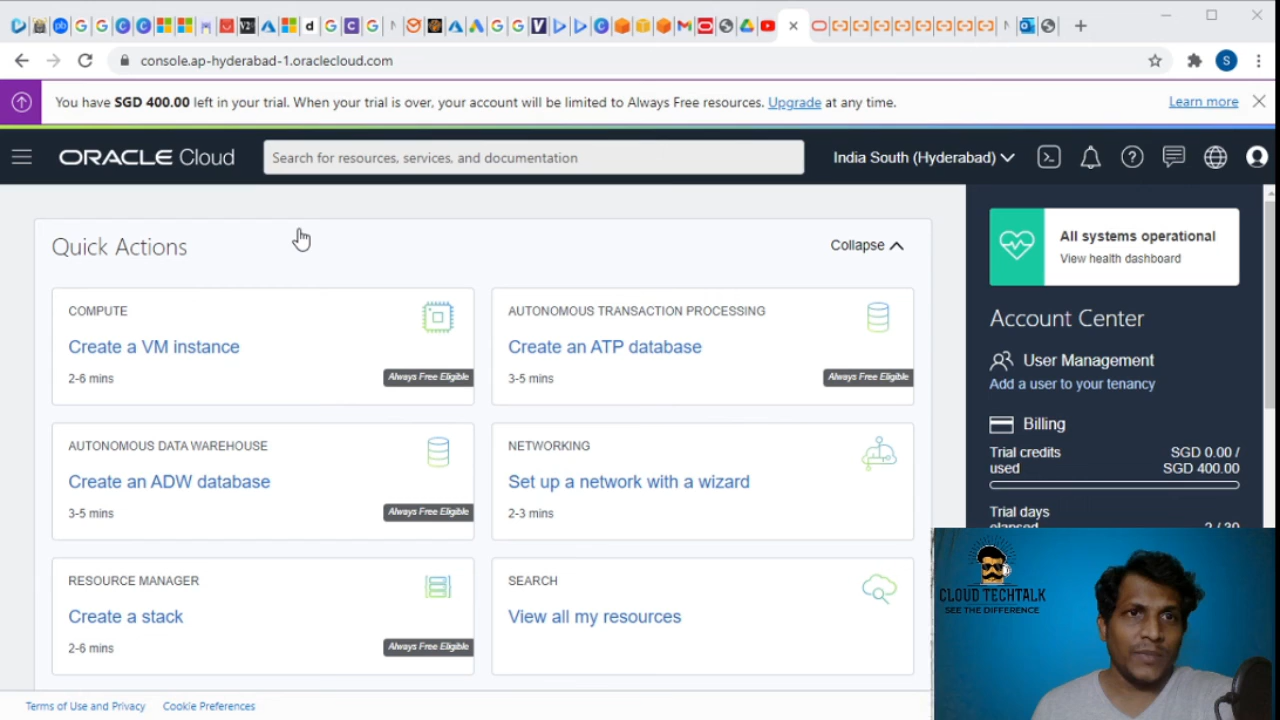 console.ap-hyderabad-1.oraclecloud.com
S
You have SGD 400.00 left in your trial. When your trial is over, your account will be limited to Always Free resources. Upgrade at any time.
Learn more
ORACLE Cloud
Search for resources, services, and documentation
India South (Hyderabad)
Quick Actions
Collapse
COMPUTE
Create a VM instance
2-6 mins
Always Free Eligible
AUTONOMOUS TRANSACTION PROCESSING
Create an ATP database
3-5 mins
Always Free Eligible
AUTONOMOUS DATA WAREHOUSE
Create an ADW database
3-5 mins
Always Free Eligible
NETWORKING
Set up a network with a wizard
2-3 mins
RESOURCE MANAGER
Create a stack
2-6 mins
Always Free Eligible
SEARCH
View all my resources
All systems operational
View health dashboard
Account Center
User Management
Add a user to your tenancy
Billing
Trial credits used
SGD 0.00 / SGD 400.00
Trial days
CLOUD TECHTALK
SEE THE DIFFERENCE
Terms of Use and Privacy
Cookie Preferences